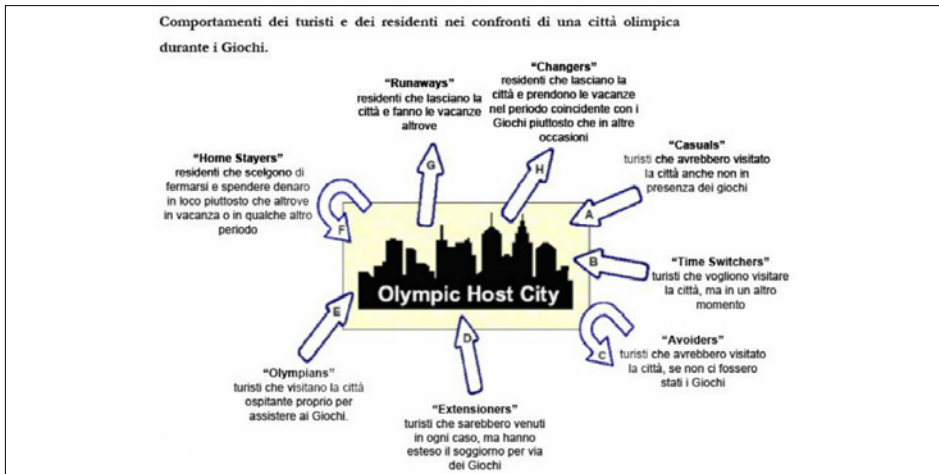 Comportamenti dei turisti e dei residenti nei confronti di una città olimpica
durante i Giochi.
“Changers”
residenti che lasciano la
città e prendono le vacanze
nel periodo coincidente con i
Giochi piuttosto che in altre
occasioni
“Runaways”
residenti che lasciano la
città e fanno le vacanze
altrove
“Home Stayers”
residenti che scelgono di
fermarsi e spendere denaro
in loco piuttosto che altrove
in vacanza o in qualche altro
periodo
“Casuals”
turisti che avrebbero visitato
la città anche non in
presenza dei giochi
G
H
A
F
B
“Time Switchers”
turisti che vogliono visitare
la città, ma in un altro
momento
Olympic Host City
E
D
C
“Avoiders”
turisti che avrebbero visitato
la città, se non ci fossero
stati i Giochi
“Olympians”
turisti che visitano la città
ospitante proprio per
assistere ai Giochi.
“Extensioners”
turisti che sarebbero venuti
in ogni caso, ma hanno
esteso il soggiorno per via
dei Giochi